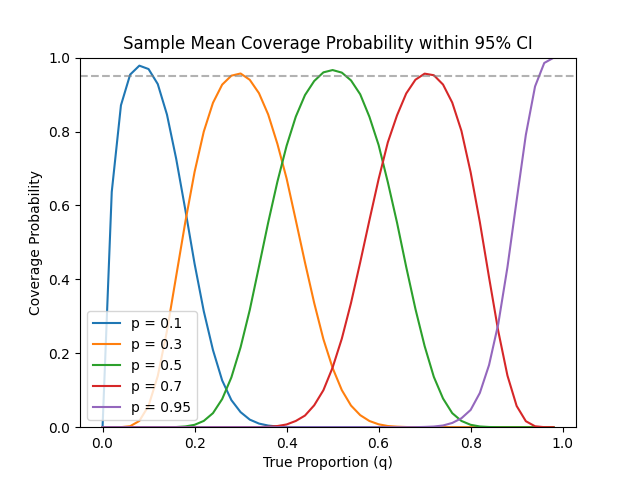 Sample Mean Coverage Probability within 95% CI
1.0
0.8
0.6
0.4
0.2
0.0
Coverage Probability
p = 0.1
p = 0.3
p = 0.5
p = 0.7
p = 0.95
0.0 0.2 0.4 0.6 0.8 1.0
True Proportion (q)